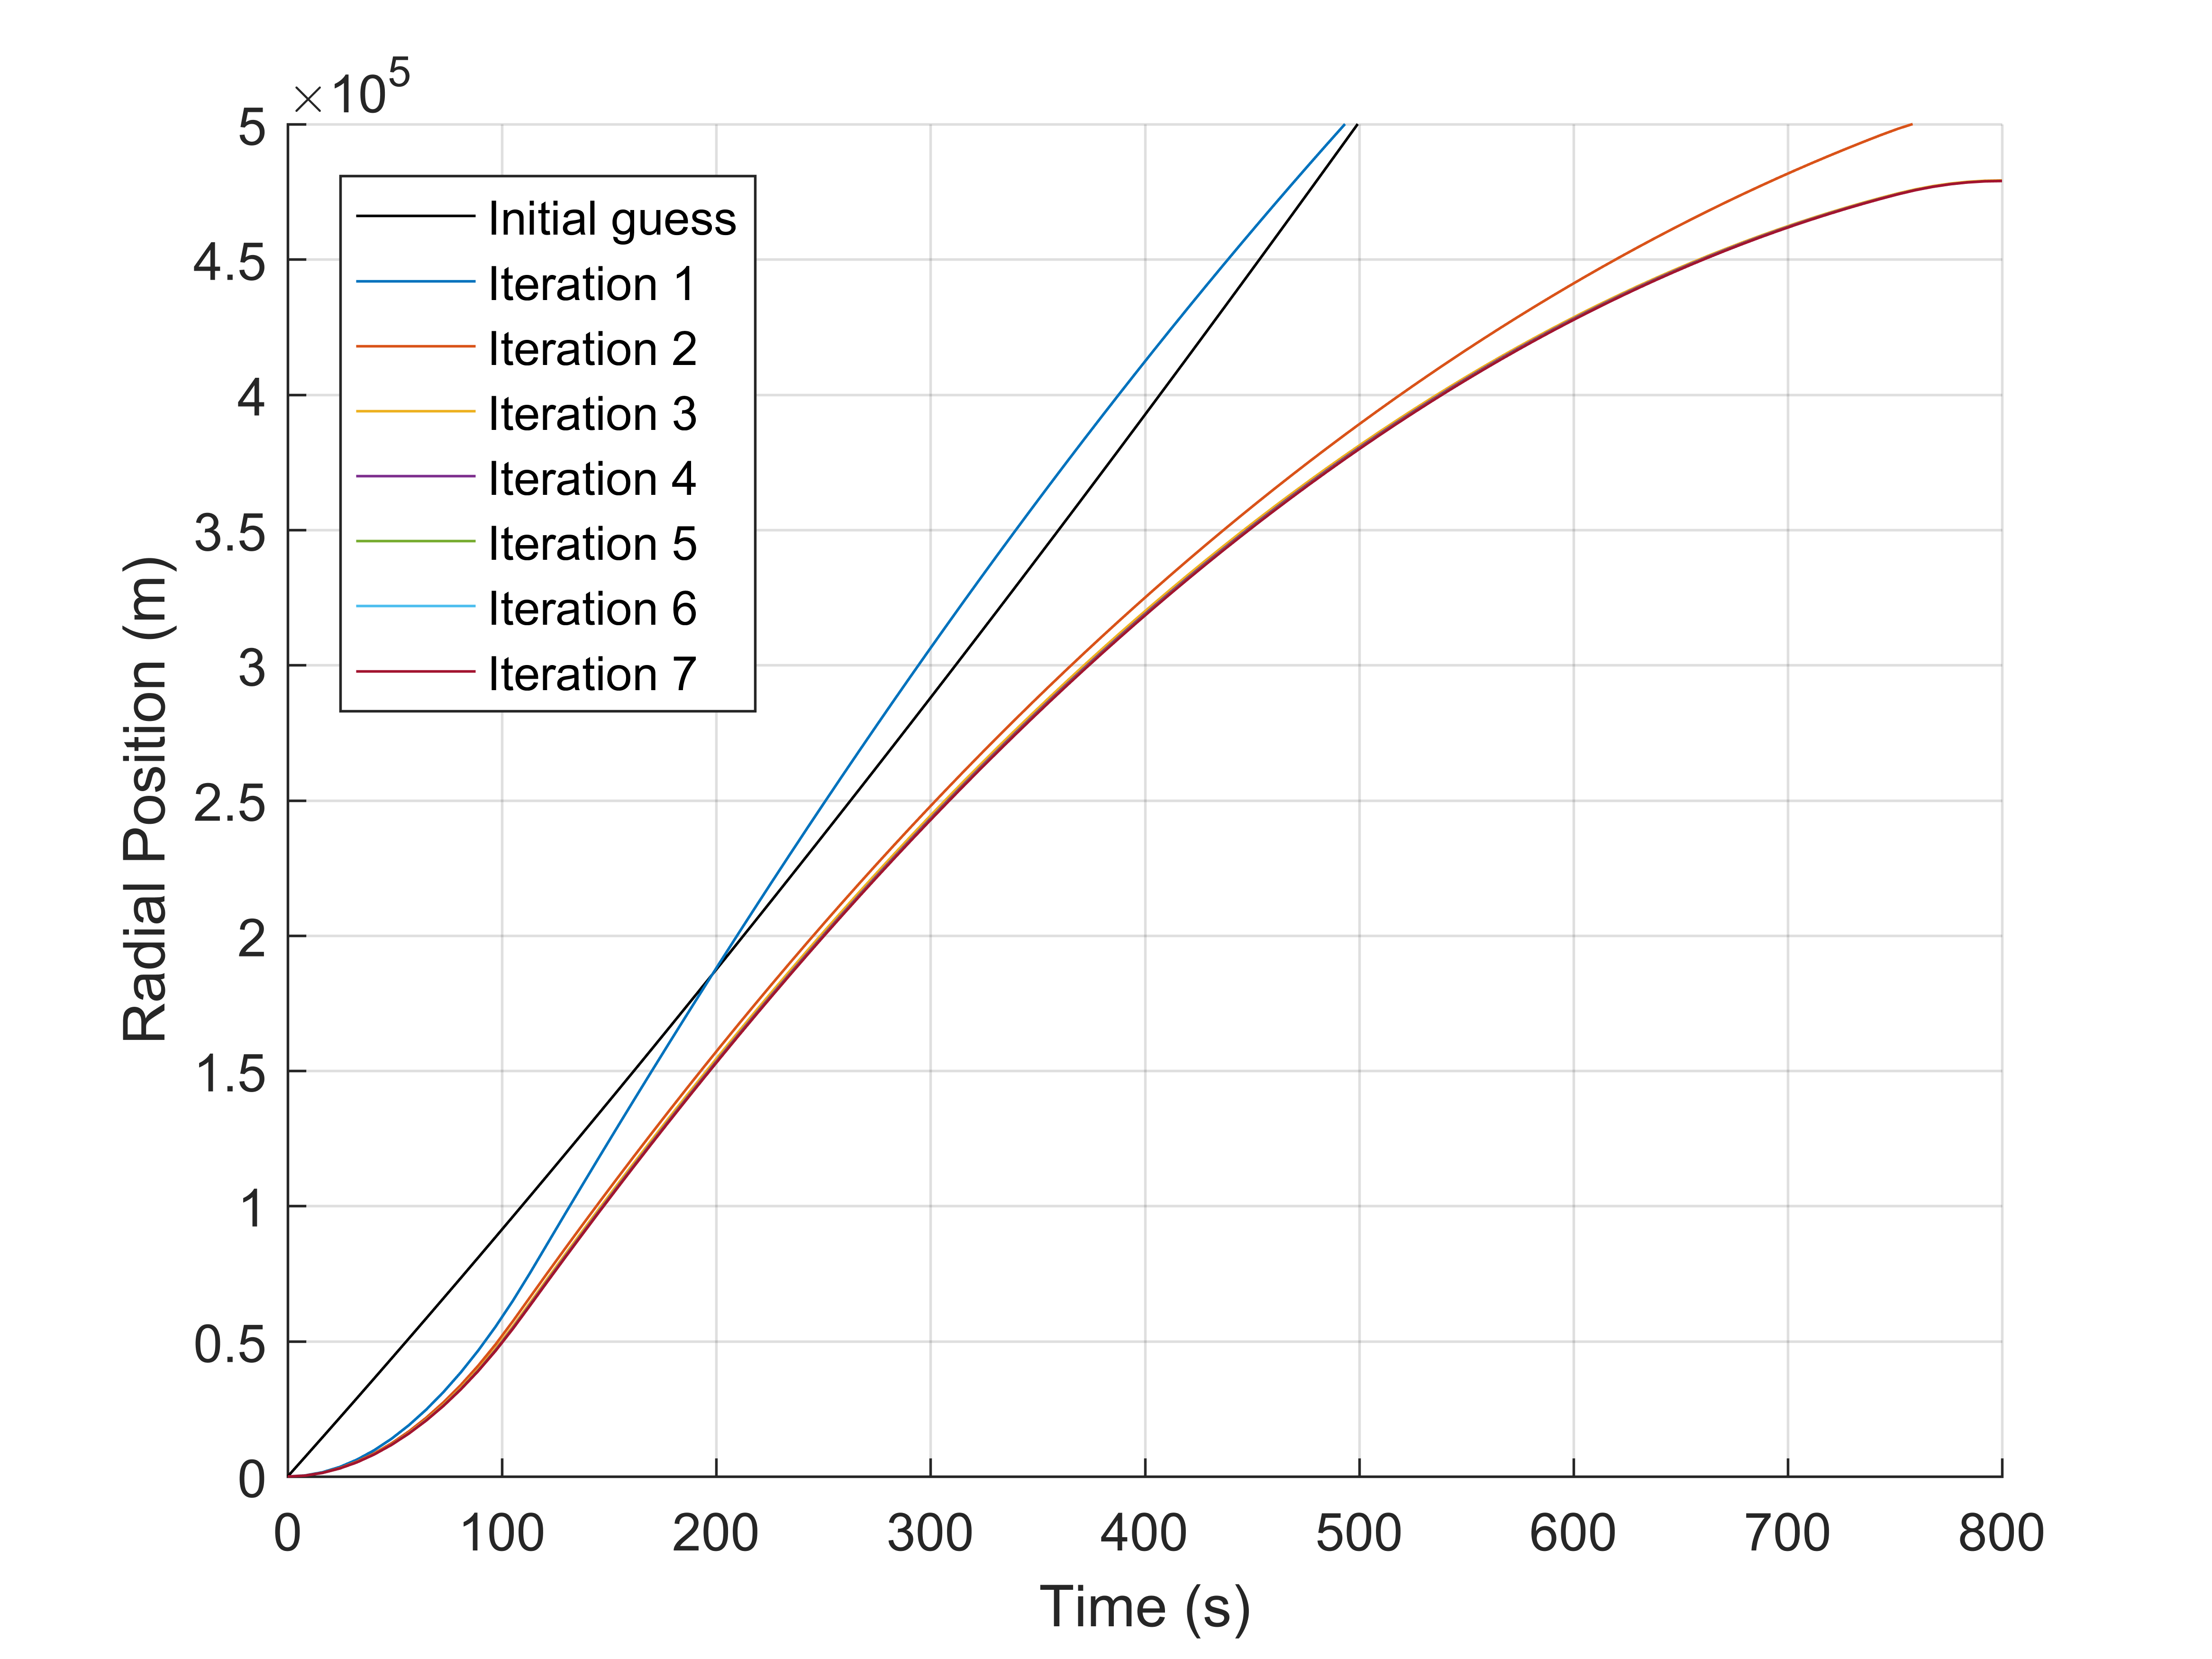 ×10⁵
5
4.5
4
3.5
3
2.5
2
1.5
1
0.5
0
Radial Position (m)
Initial guess
Iteration 1
Iteration 2
Iteration 3
Iteration 4
Iteration 5
Iteration 6
Iteration 7
0 100 200 300 400 500 600 700 800
Time (s)